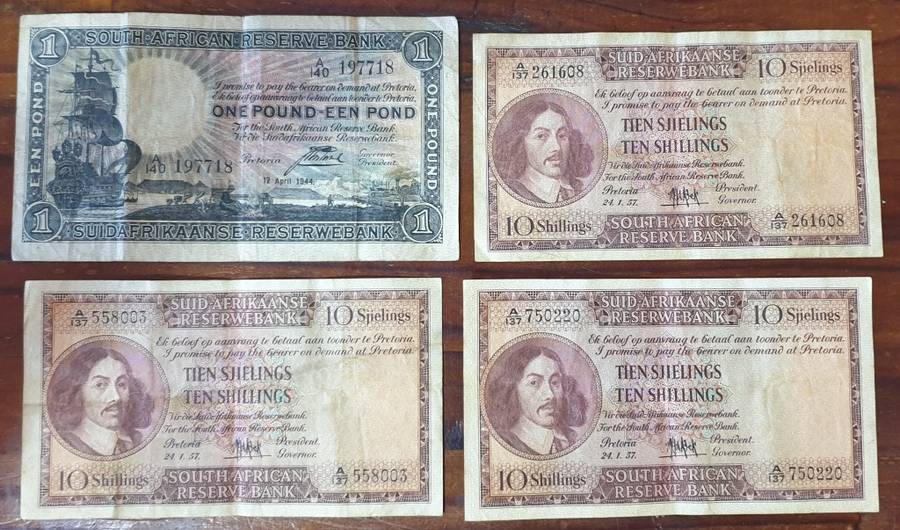 1 SOUTH AFRICAN RESERVE BANK 1
A/140 197718
I promise to pay the bearer on demand at Pretoria.
Ek beloof op aanvraag te betaal aan toonder te Pretoria.
ONE POUND-EEN POND
For the South African Reserve Bank.
Vir die Suidafrikaanse Reserwebank.
A/140 197718
Pretoria
Governor.
President.
12 April 1944
EEN POND
ONE POUND
1 SUIDAFRIKAANSE RESERWEBANK 1
A/137 261608
SUID-AFRIKAANSE
RESERWEBANK
10 Sjielings
Ek beloof op aanvraag te betaal aan toonder te Pretoria.
I promise to pay the bearer on demand at Pretoria.
TIEN SJIELINGS
TEN SHILLINGS
Vir die Suid-Afrikaanse Reserwebank.
For the South African Reserve Bank.
Pretoria
President.
24. 1. 57.
Governor.
10 Shillings
SOUTH AFRICAN
RESERVE BANK
A/137 261608
A/137 558003
SUID-AFRIKAANSE
RESERWEBANK
10 Sjielings
Ek beloof op aanvraag te betaal aan toonder te Pretoria.
I promise to pay the bearer on demand at Pretoria.
TIEN SJIELINGS
TEN SHILLINGS
Vir die Suid-Afrikaanse Reserwebank.
For the South African Reserve Bank.
Pretoria
President.
24. 1. 57.
Governor.
10 Shillings
SOUTH AFRICAN
RESERVE BANK
A/137 558003
A/137 750220
SUID-AFRIKAANSE
RESERWEBANK
10 Sjielings
Ek beloof op aanvraag te betaal aan toonder te Pretoria.
I promise to pay the bearer on demand at Pretoria.
TIEN SJIELINGS
TEN SHILLINGS
Vir die Suid-Afrikaanse Reserwebank.
For the South African Reserve Bank.
Pretoria
President.
24. 1. 57.
Governor.
10 Shillings
SOUTH AFRICAN
RESERVE BANK
A/137 750220